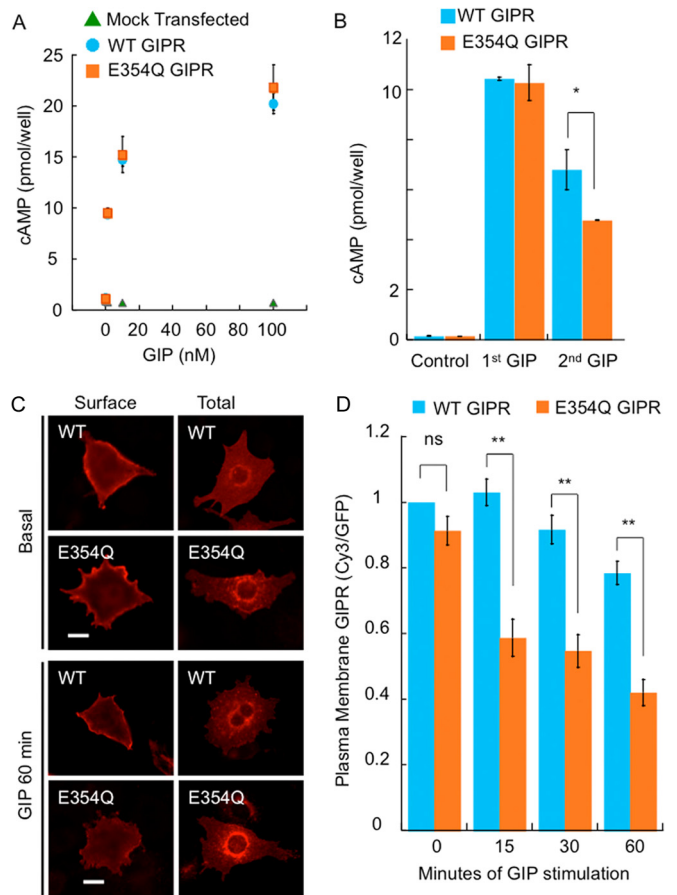 A
Mock Transfected
WT GIPR
E354Q GIPR
25
20
15
10
5
0
cAMP (pmol/well)
0 20 40 60 80 100
GIP (nM)
B
WT GIPR
E354Q GIPR
12
10
2
0
cAMP (pmol/well)
*
Control 1st GIP 2nd GIP
C
Surface Total
Basal
WT WT
E354Q E354Q
GIP 60 min
WT WT
E354Q E354Q
D
WT GIPR E354Q GIPR
1.2
1
0.8
0.6
0.4
0.2
0
Plasma Membrane GIPR (Cy3/GFP)
ns ** ** **
0 15 30 60
Minutes of GIP stimulation